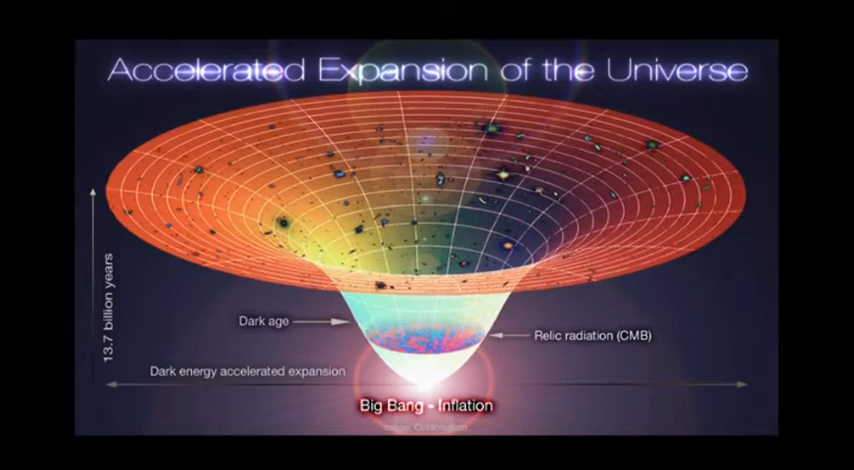 Accelerated Expansion of the Universe
13.7 billion years
Dark age
Relic radiation (CMB)
Dark energy accelerated expansion
Big Bang - Inflation